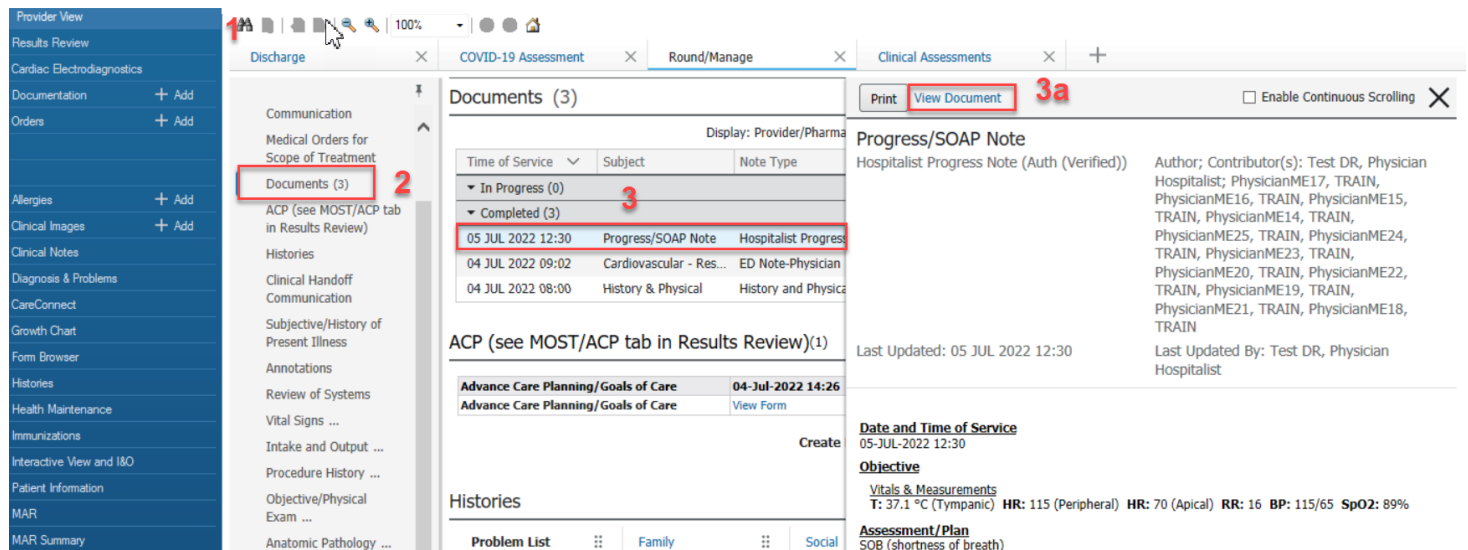 Provider View
Results Review
Cardiac Electrodiagnostics
Documentation + Add
Orders + Add
Allergies + Add
Clinical Images + Add
Clinical Notes
Diagnosis & Problems
CareConnect
Growth Chart
Form Browser
Histories
Health Maintenance
Immunizations
Interactive View and I&O
Patient Information
MAR
MAR Summary
1
100%
Discharge
COVID-19 Assessment
Round/Manage
Clinical Assessments
Communication
Medical Orders for
Scope of Treatment
Documents (3)
2
ACP (see MOST/ACP tab
in Results Review)
Histories
Clinical Handoff
Communication
Subjective/History of
Present Illness
Annotations
Review of Systems
Vital Signs ...
Intake and Output ...
Procedure History ...
Objective/Physical
Exam ...
Anatomic Pathology ...
Documents (3)
Display: Provider/Pharma
Time of Service Subject Note Type
In Progress (0)
Completed (3)
3
05 JUL 2022 12:30 Progress/SOAP Note Hospitalist Progress
04 JUL 2022 09:02 Cardiovascular - Res... ED Note-Physician
04 JUL 2022 08:00 History & Physical History and Physica
ACP (see MOST/ACP tab in Results Review)(1)
Advance Care Planning/Goals of Care 04-Jul-2022 14:26
Advance Care Planning/Goals of Care View Form
Create
Histories
Problem List Family Social
Print View Document 3a
Enable Continuous Scrolling
Progress/SOAP Note
Hospitalist Progress Note (Auth (Verified))
Author; Contributor(s): Test DR, Physician
Hospitalist; PhysicianME17, TRAIN,
PhysicianME16, TRAIN, PhysicianME15,
TRAIN, PhysicianME14, TRAIN,
PhysicianME25, TRAIN, PhysicianME24,
TRAIN, PhysicianME23, TRAIN,
PhysicianME20, TRAIN, PhysicianME22,
TRAIN, PhysicianME19, TRAIN,
PhysicianME21, TRAIN, PhysicianME18,
TRAIN
Last Updated: 05 JUL 2022 12:30
Last Updated By: Test DR, Physician
Hospitalist
Date and Time of Service
05-JUL-2022 12:30
Objective
Vitals & Measurements
T: 37.1 °C (Tympanic) HR: 115 (Peripheral) HR: 70 (Apical) RR: 16 BP: 115/65 SpO2: 89%
Assessment/Plan
SOB (shortness of breath)